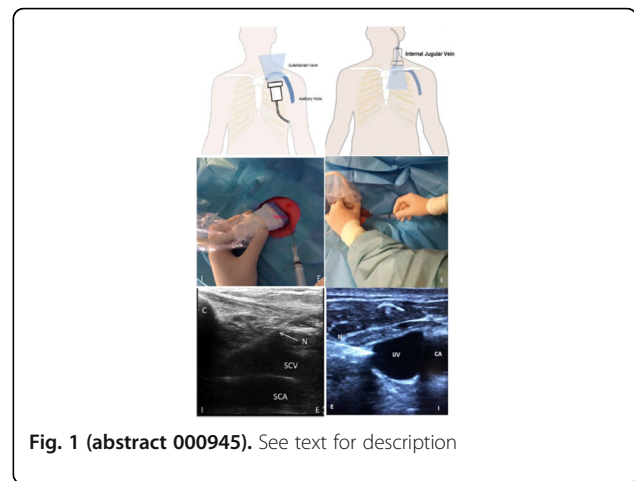 Internal Jugular Vein
Subclavian Vein
Axillary Vein
I E
E
C
N
SCV
SCA
I E
N
IJV CA
E I
Fig. 1 (abstract 000945). See text for description